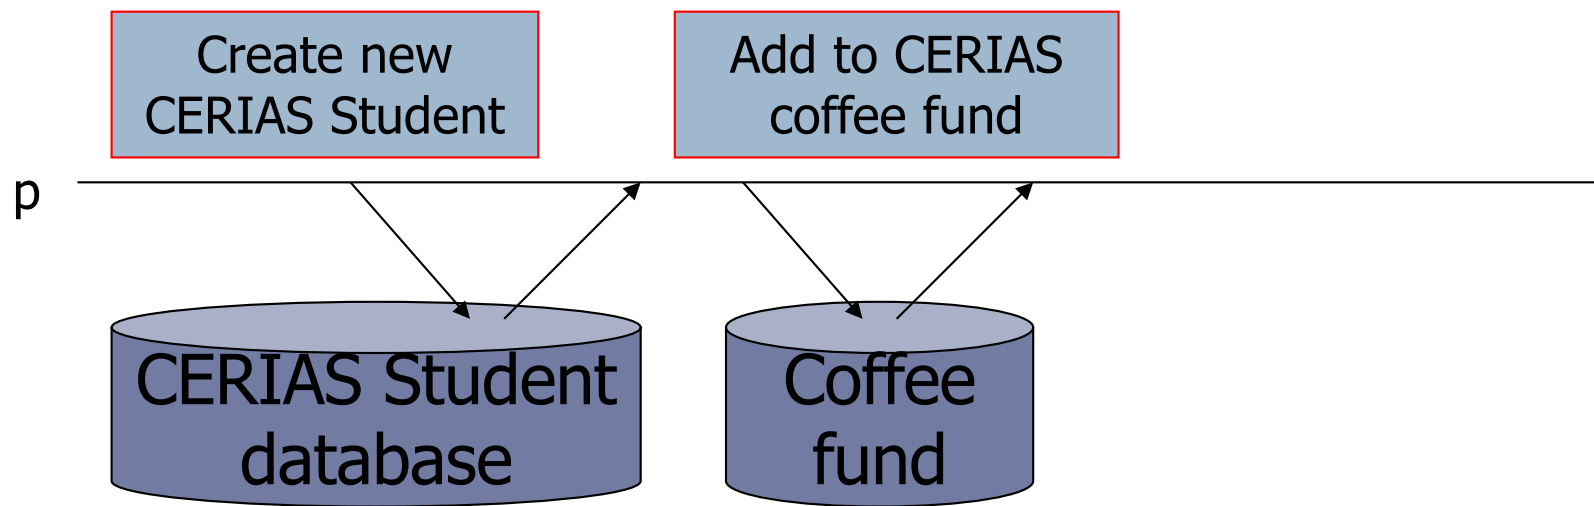 Create new
CERIAS Student
Add to CERIAS
coffee fund
p
CERIAS Student
database
Coffee
fund